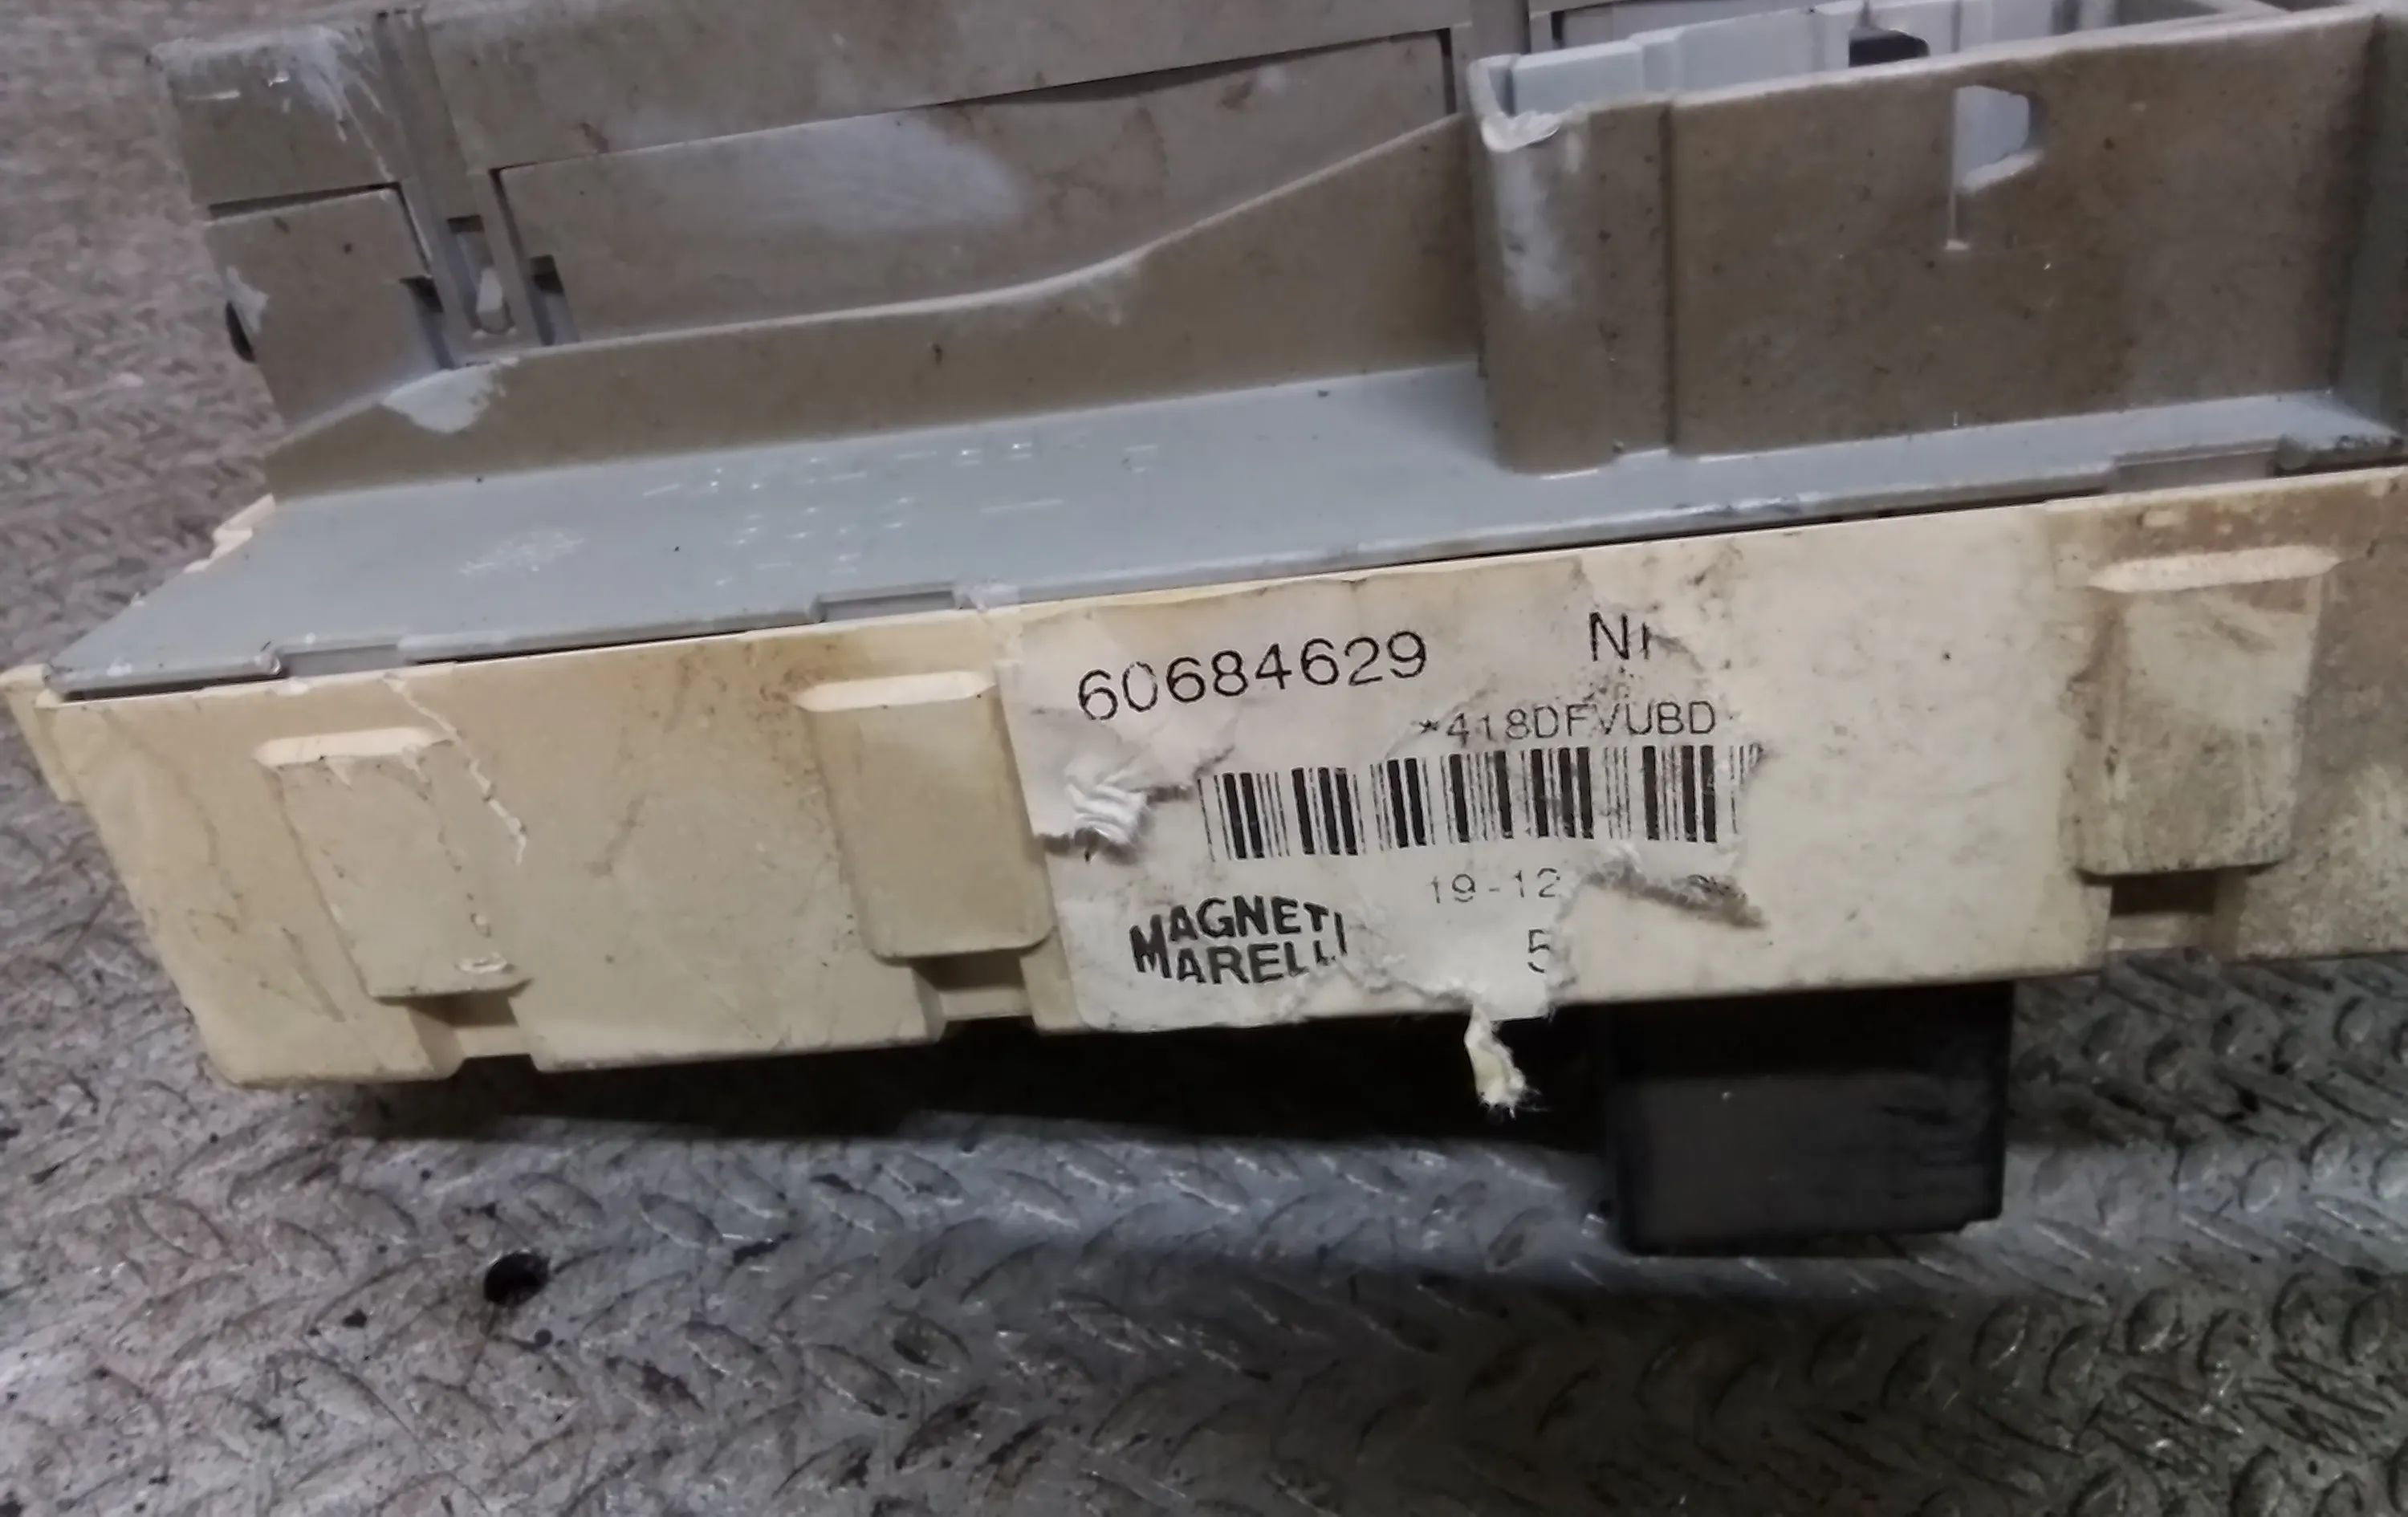 60684629
*418DFVUBD
19-12
MAGNETI
MARELLI
5